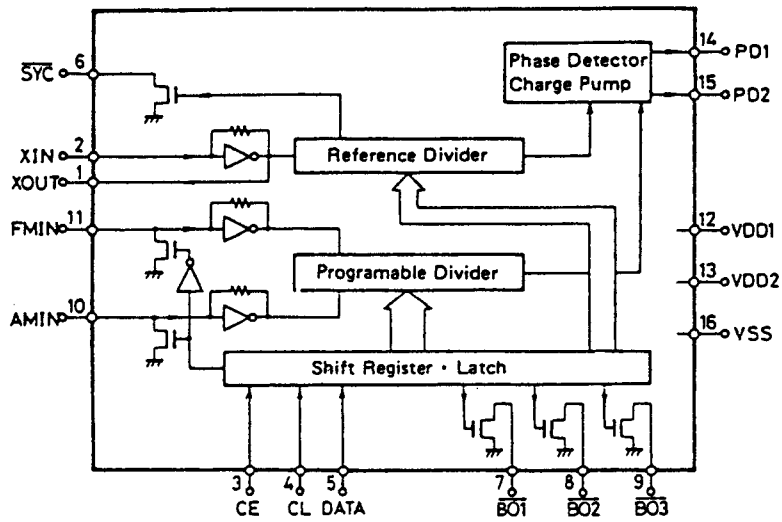 6
SYC
14
PD1
Phase Detector
Charge Pump
15
PD2
2
XIN
Reference Divider
1
XOUT
11
FMIN
12
VDD1
Programable Divider
13
VDD2
10
AMIN
16
VSS
Shift Register · Latch
3
4
5
7
8
9
CE
CL
DATA
BO1
BO2
BO3